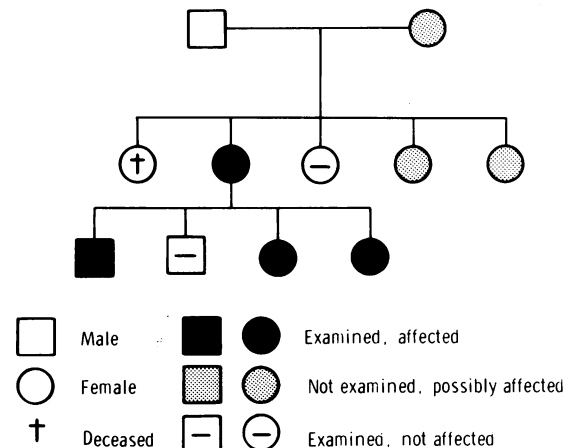 †
Male
Examined, affected
Female
Not examined, possibly affected
† Deceased
Examined, not affected